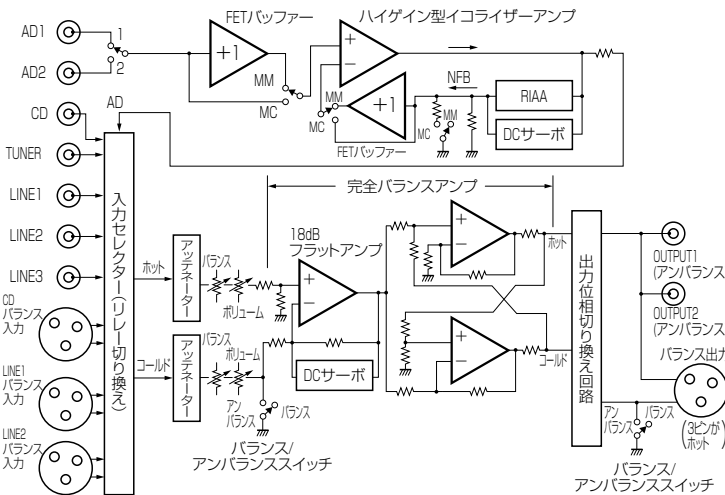 AD1
AD2
CD
TUNER
LINE1
LINE2
LINE3
CD
バランス
入力
LINE1
バランス
入力
LINE2
バランス
入力
1
2
AD
入力セレクター(リレー切り換え)
FETバッファー
+1
MM
MC
ハイゲイン型イコライザーアンプ
+
−
MM
MC
+1
FETバッファー
NFB
MM
MC
RIAA
DCサーボ
完全バランスアンプ
ホット
コールド
アッテネーター
アッテネーター
バランス
ボリューム
バランス
ボリューム
18dB
フラットアンプ
+
−
DCサーボ
アン
バランス
バランス
バランス/
アンバランススイッチ
+
−
ホット
+
−
コールド
出力位相切り換え回路
OUTPUT1
(アンバランス
OUTPUT2
(アンバランス
バランス出力
(3ピンが
ホット)
アン
バランス
バランス
バランス/
アンバランススイッチ